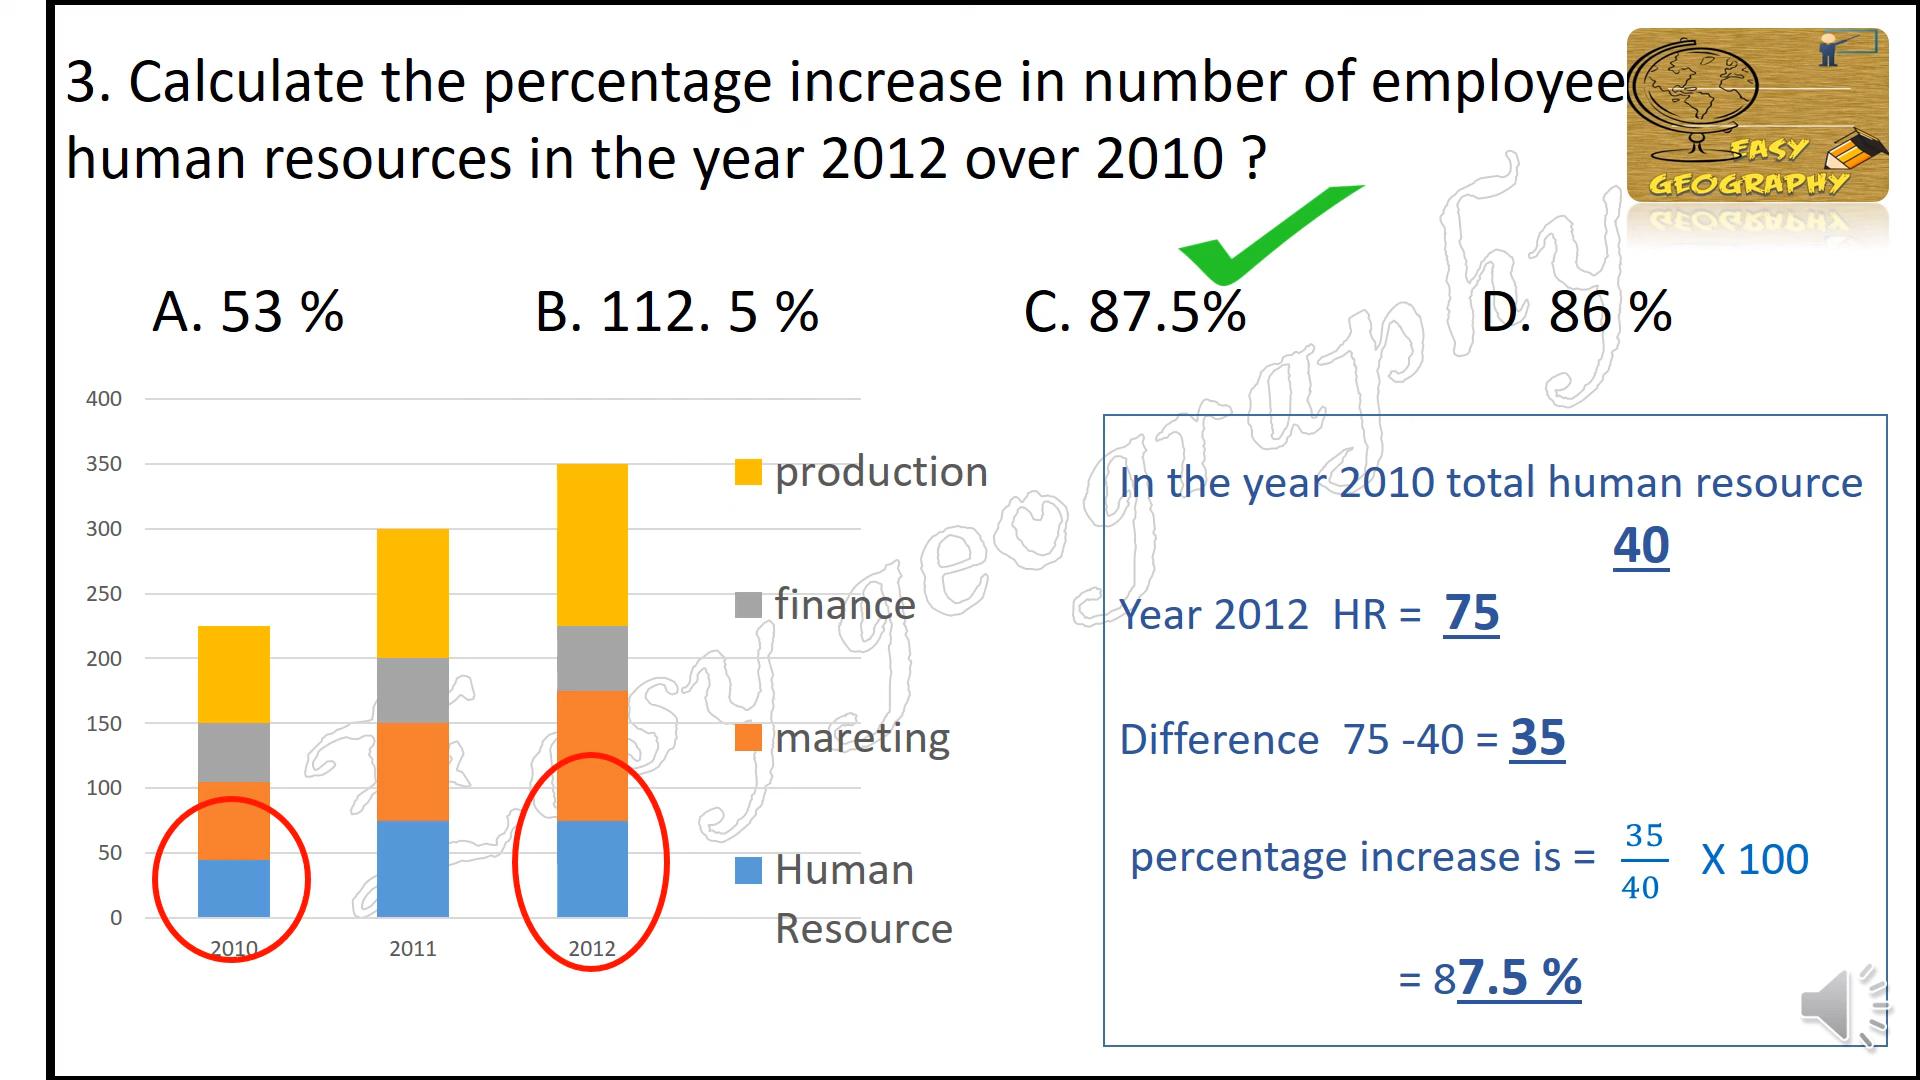 3. Calculate the percentage increase in number of employee
human resources in the year 2012 over 2010 ?
EASY
GEOGRAPHY
A. 53 %
B. 112. 5 %
C. 87.5%
D. 86 %
400
350
300
250
200
150
100
50
0
2010
2011
2012
production
finance
mareting
Human
Resource
In the year 2010 total human resource
40
Year 2012 HR = 75
Difference 75 -40 = 35
percentage increase is = 35/40 X 100
= 87.5 %
Easy geography